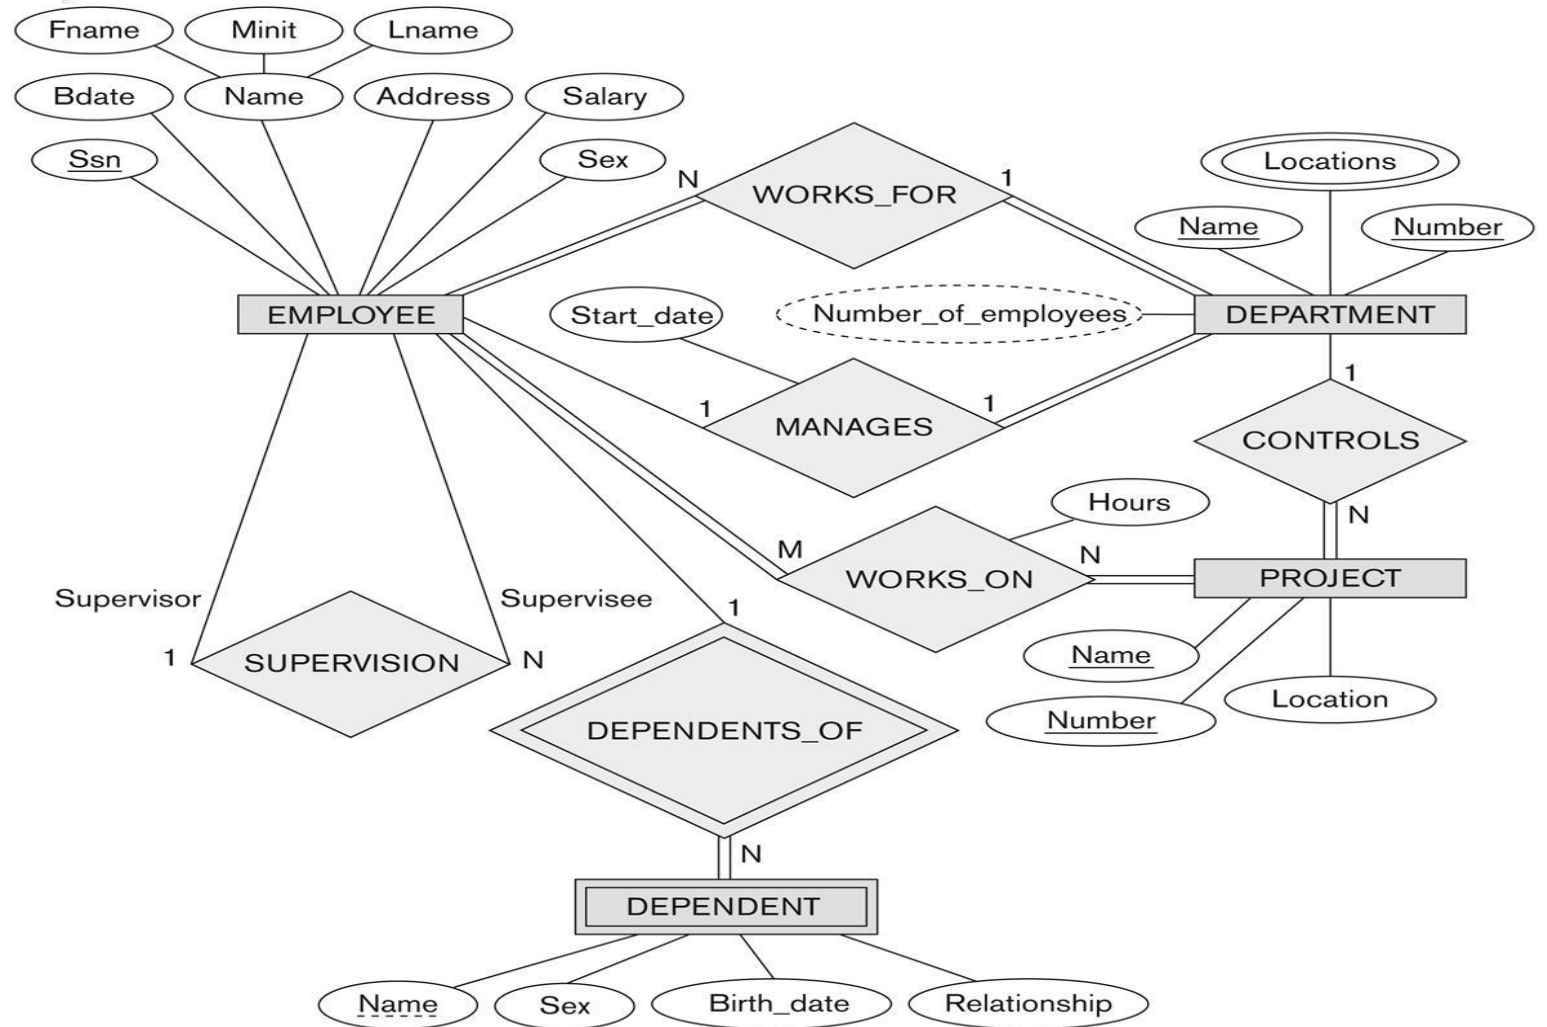 Fname
Minit
Lname
Bdate
Name
Address
Salary
Ssn
Sex
WORKS_FOR
N
1
Locations
Name
Number
EMPLOYEE
Start_date
Number_of_employees
DEPARTMENT
MANAGES
1
1
1
CONTROLS
N
Hours
M
WORKS_ON
N
PROJECT
Supervisor
Supervisee
1
SUPERVISION
N
1
Name
Number
Location
DEPENDENTS_OF
N
DEPENDENT
Name
Sex
Birth_date
Relationship